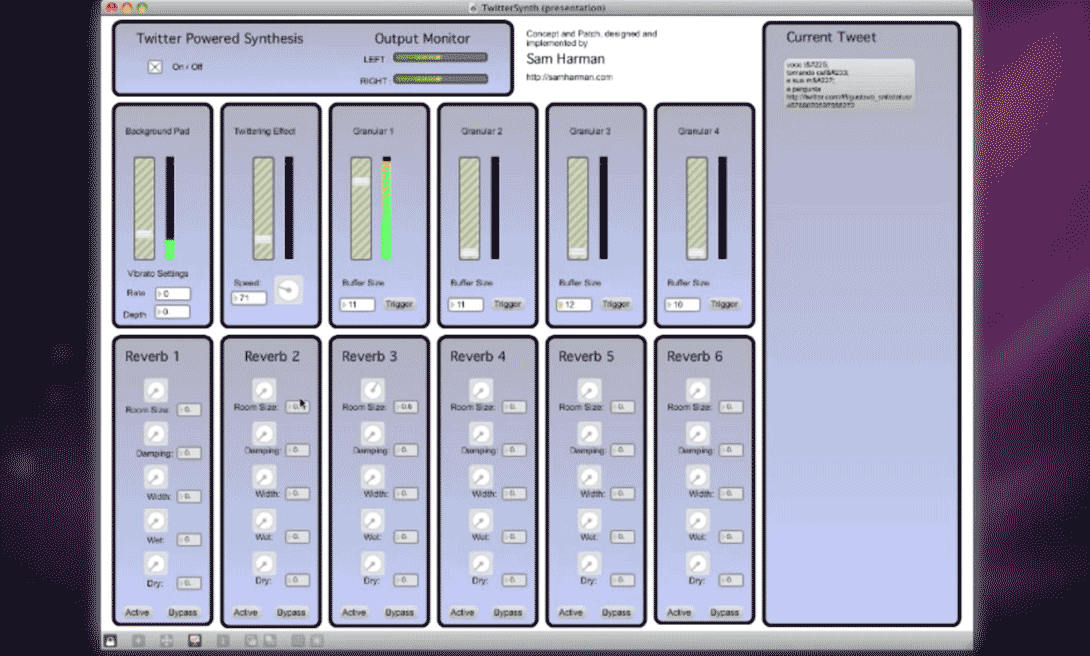 TwitterSynth (presentation)
Twitter Powered Synthesis
On / Off
Output Monitor
LEFT
RIGHT
Concept and Patch, designed and
implemented by
Sam Harman
http://samharman.com
Current Tweet
e pergunta
Background Pad
Vibrato Settings
Rate 0
Depth 0.
Twittering Effect
Speed:
71
Granular 1
Buffer Size
11 Trigger
Granular 2
Buffer Size
11 Trigger
Granular 3
Buffer Size
12 Trigger
Granular 4
Buffer Size
10 Trigger
Reverb 1
Room Size: 0.
Damping: 0.
Width: 0.
Wet: 0.
Dry: 0.
Active Bypass
Reverb 2
Room Size: 0.
Damping: 0.
Width: 0.
Wet: 0.
Dry: 0.
Active Bypass
Reverb 3
Room Size: 0.6
Damping: 0.
Width: 0.
Wet: 0.
Dry: 0.
Active Bypass
Reverb 4
Room Size: 0.
Damping: 0.
Width: 0.
Wet: 0.
Dry: 0.
Active Bypass
Reverb 5
Room Size: 0.
Damping: 0.
Width: 0.
Wet: 0.
Dry: 0.
Active Bypass
Reverb 6
Room Size: 0.
Damping: 0.
Width: 0.
Wet: 0.
Dry: 0.
Active Bypass